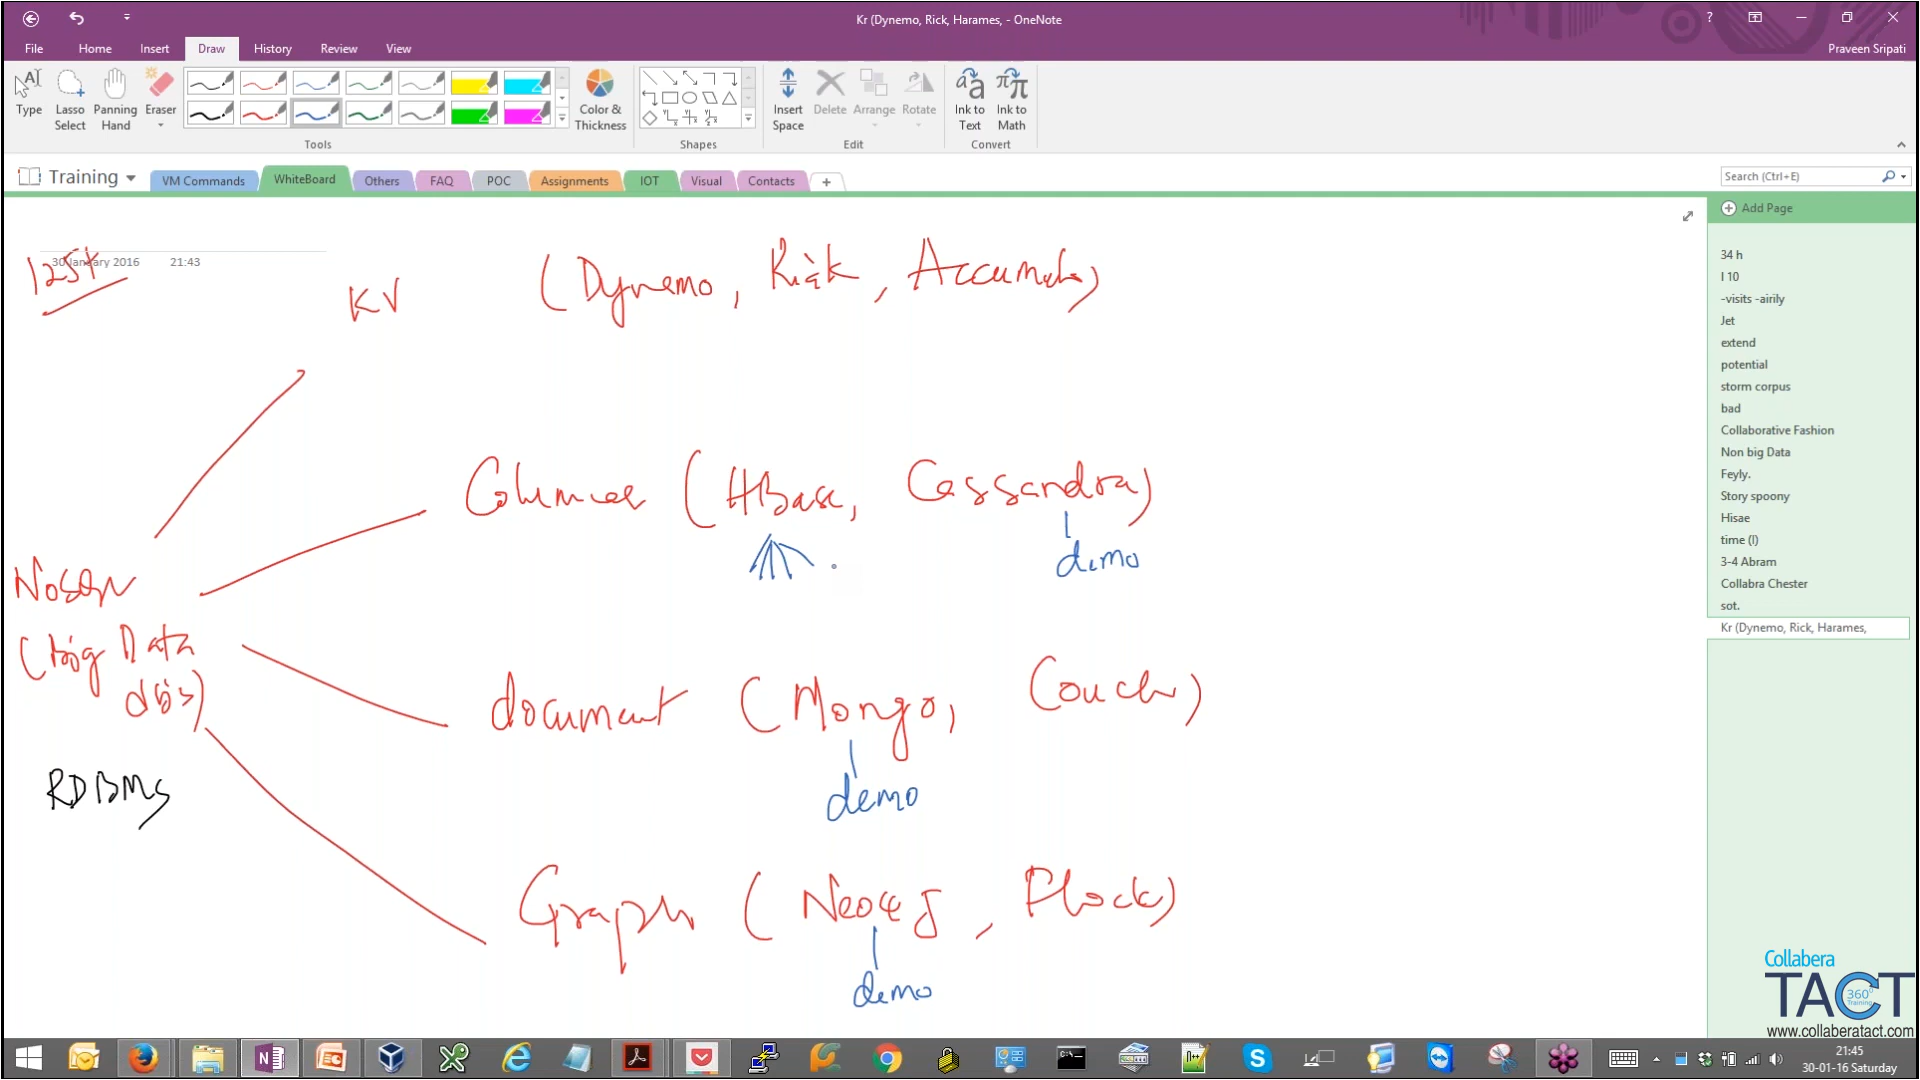 Kr (Dynemo, Rick, Harames, - OneNote
?
Praveen Sripati
File Home Insert Draw History Review View
Type
Lasso Select
Panning Hand
Eraser
Color & Thickness
Insert Space
Delete
Arrange
Rotate
Ink to Text
Ink to Math
Tools
Shapes
Edit
Convert
Training
VM Commands WhiteBoard Others FAQ POC Assignments IOT Visual Contacts +
Search (Ctrl+E)
Add Page
34 h
I 10
-visits -airily
Jet
extend
potential
storm corpus
bad
Collaborative Fashion
Non big Data
Feyly.
Story spoony
Hisae
time (l)
3-4 Abram
Collabra Chester
sot.
Kr (Dynemo, Rick, Harames,
30 January 2016 21:43
125+
KV (Dynemo, Riak, Accumulo)
Columnar (HBase, Cassandra)
demo
NoSQL
(Big Data
dbs)
document (Mongo, Couch)
demo
RDBMS
Graph (Neo4J, Flock)
demo
Collabera
TACT
360°
Training
www.collaberatact.com
21:45
30-01-16 Saturday